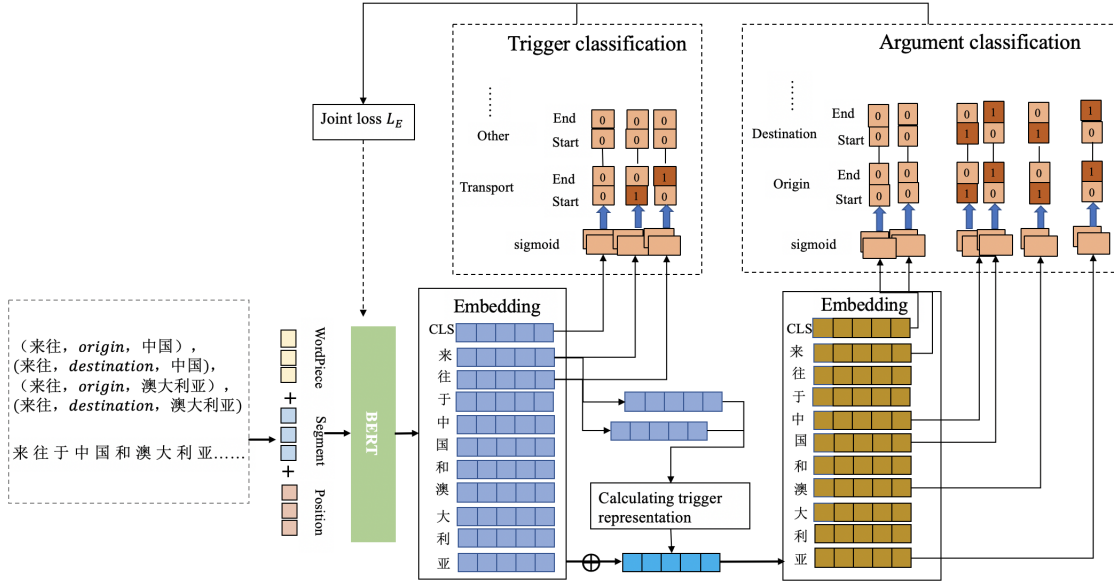 Trigger classification
Argument classification
Joint loss L_E
……
Other
End 0 0 0
Start 0 0 0
Transport
End 0 0 1
Start 0 1 0
sigmoid
……
Destination
End 0 0 0 1 0 1
Start 0 0 1 0 1 0
Origin
End 0 0 0 1 0 1
Start 0 0 1 0 1 0
sigmoid
（来往，origin，中国），
(来往，destination，中国),
（来往，origin，澳大利亚），
(来往，destination，澳大利亚)
来往于中国和澳大利亚……
WordPiece
+
Segment
+
Position
BERT
Embedding
CLS
来
往
于
中
国
和
澳
大
利
亚
Calculating trigger
representation
Embedding
CLS
来
往
于
中
国
和
澳
大
利
亚